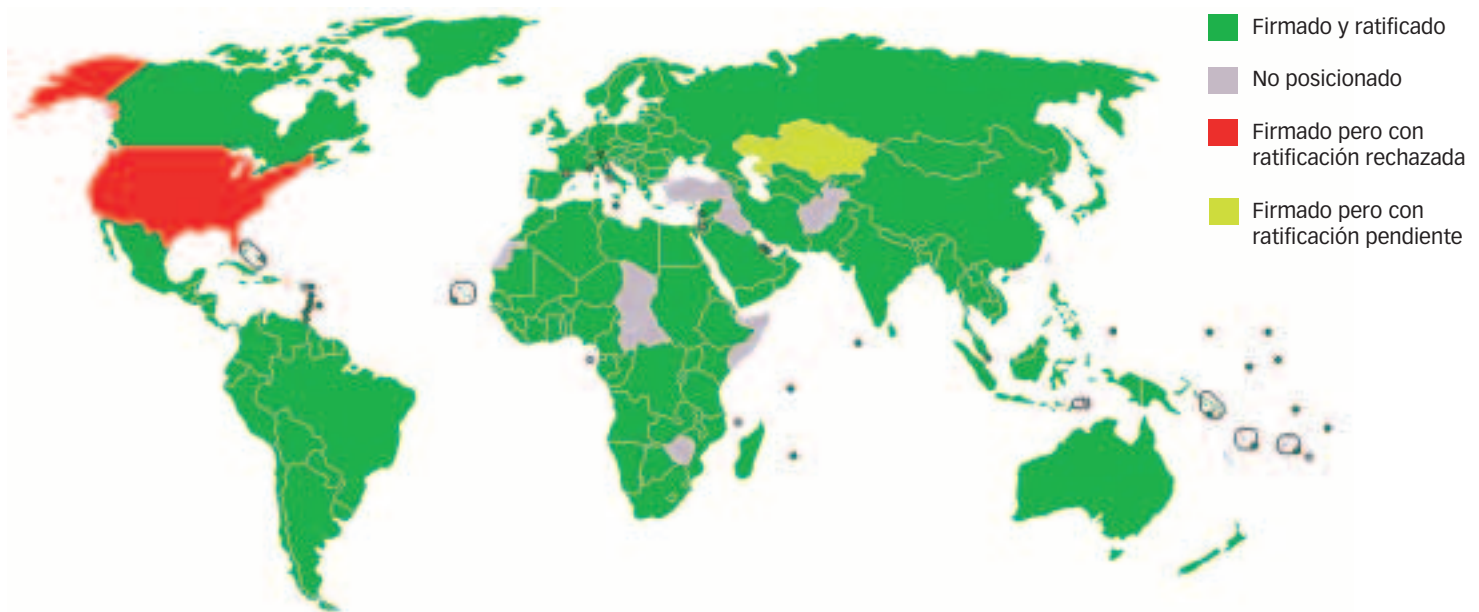 Firmado y ratificado
No posicionado
Firmado pero con
ratificación rechazada
Firmado pero con
ratificación pendiente